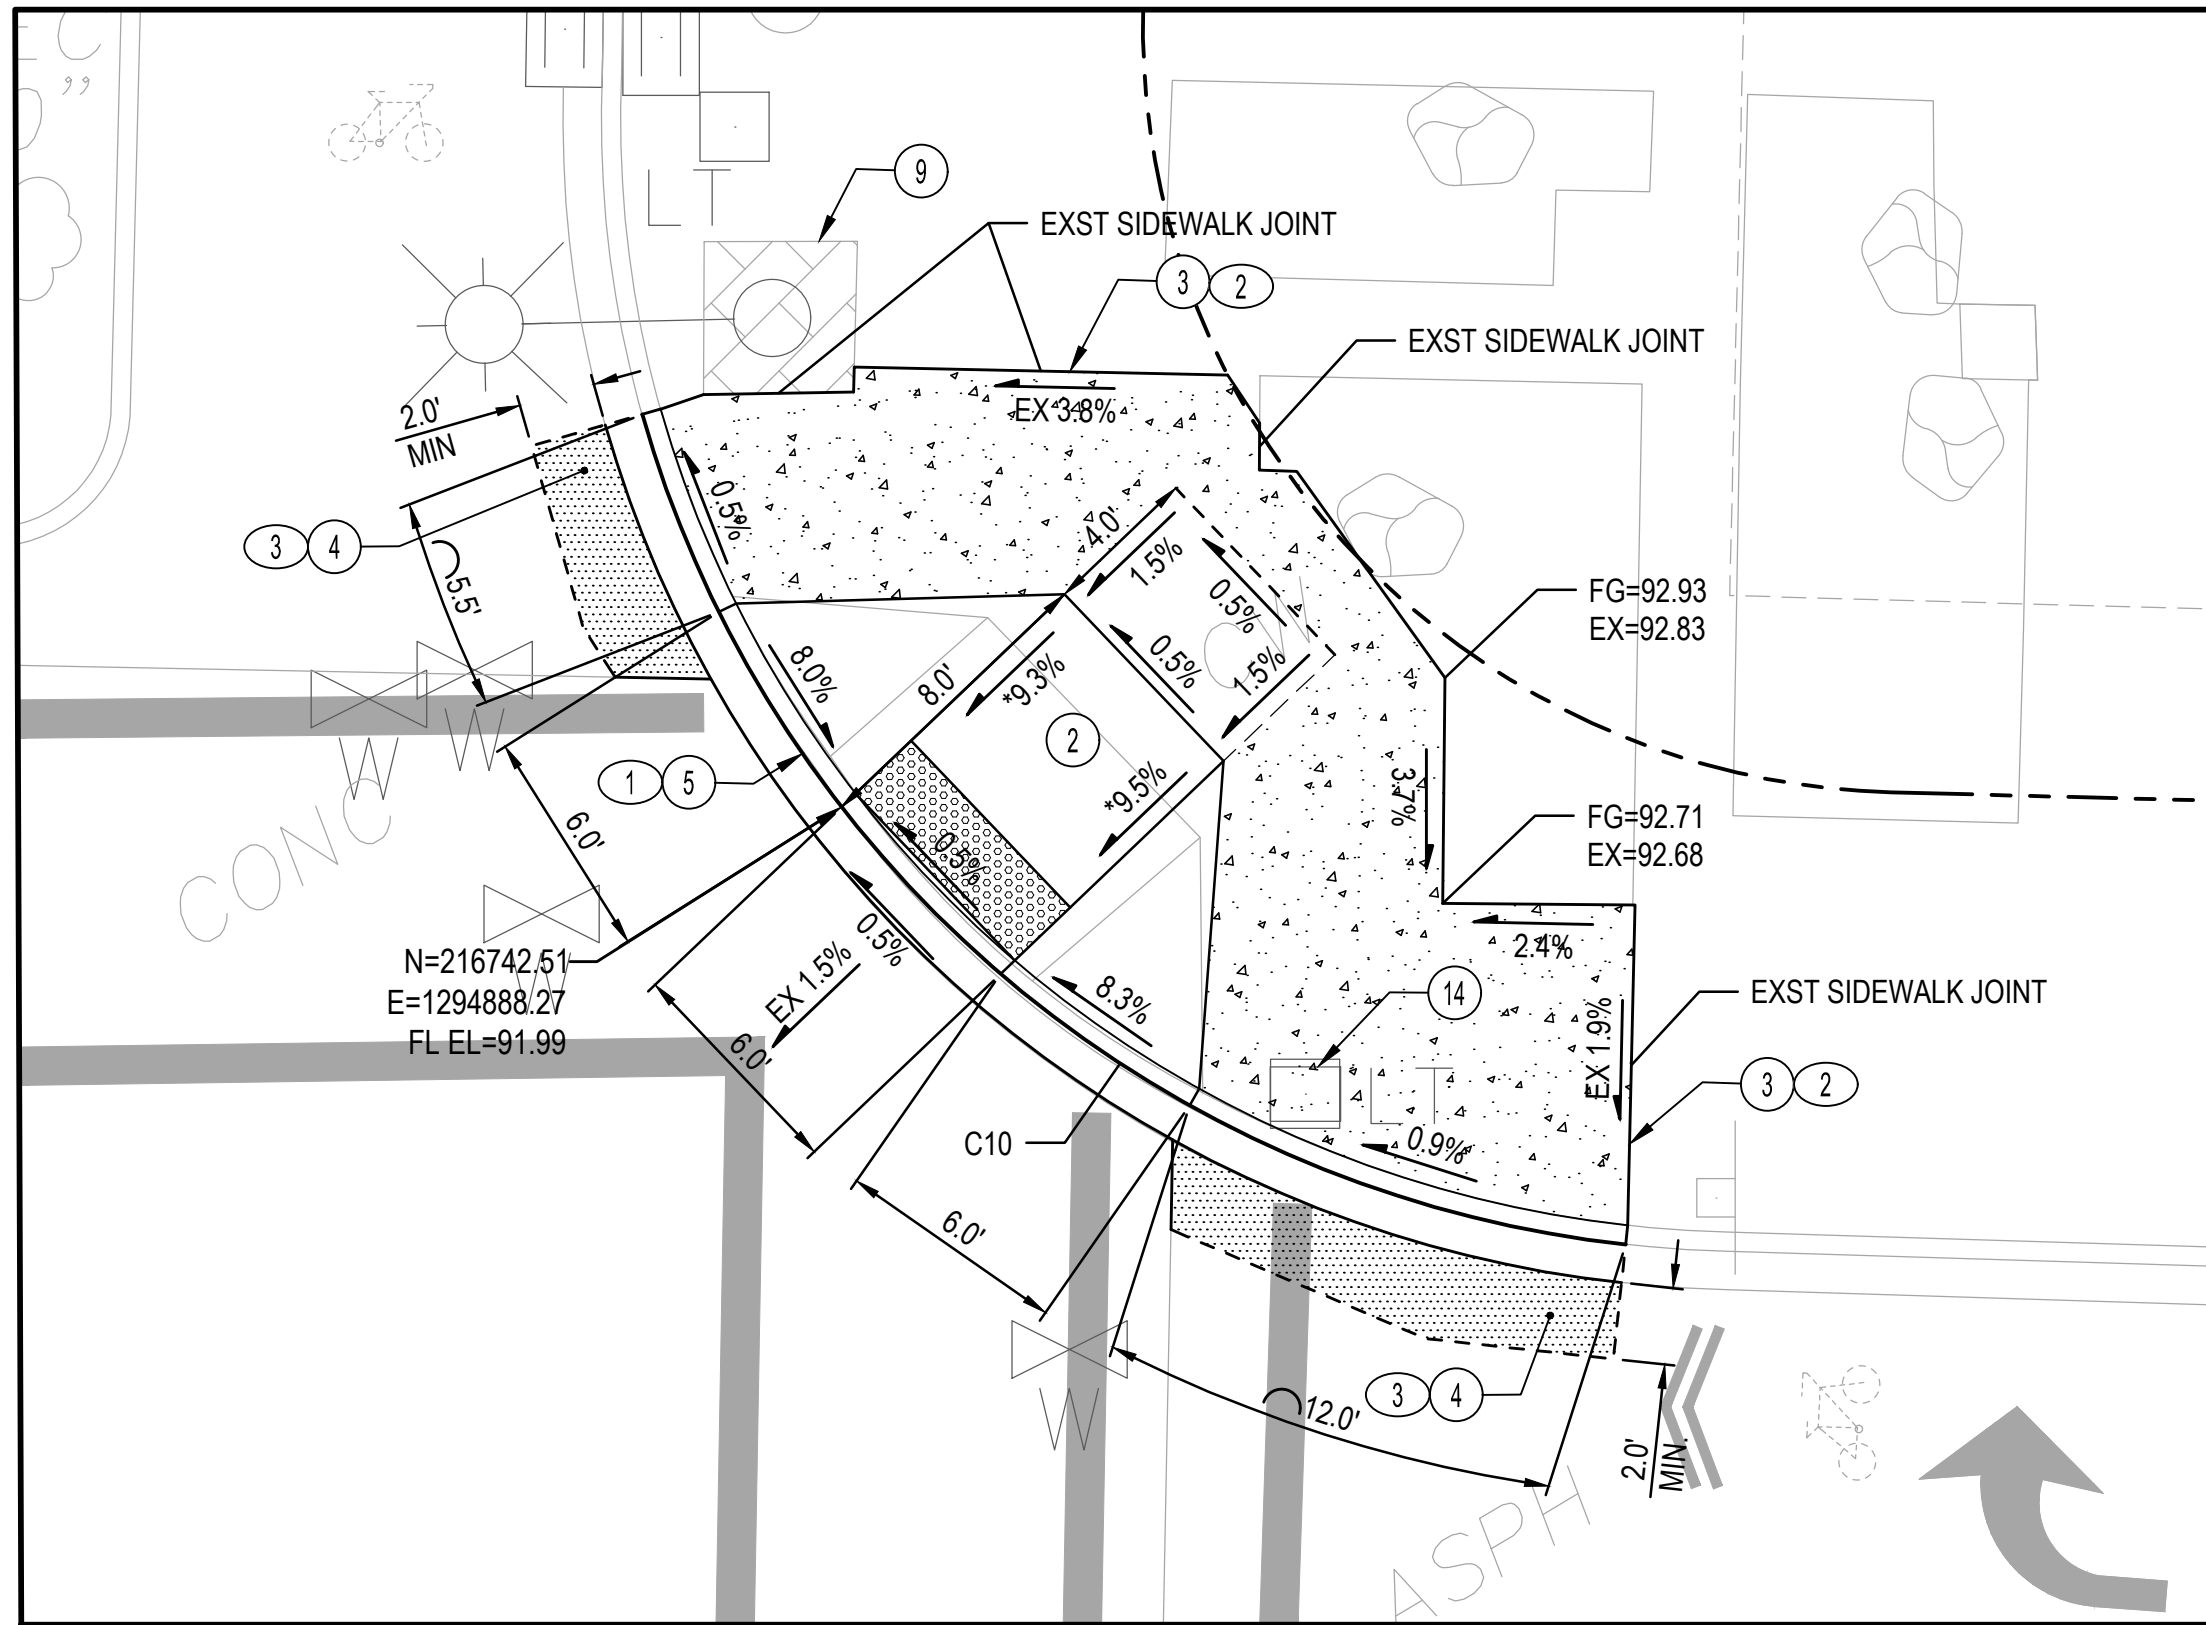 ”
9
EXST SIDEWALK JOINT
3 2
EXST SIDEWALK JOINT
LT
2.0'
MIN
EX 3.8%
0.5%
3 4
5.5'
4.0'
1.5%
0.5%
0.5%
1.5%
FG=92.93
EX=92.83
8.0%
8.0'
*9.3%
2
*9.5%
W
W
1 5
6.0'
3.7%
FG=92.71
EX=92.68
CONC
0.5%
0.5%
2.4%
N=216742.51
E=1294888.27
FL EL=91.99
W
EX 1.5%
6.0'
8.3%
14
EXST SIDEWALK JOINT
EX 1.9%
3 2
LT
C10
0.9%
6.0'
W
12.0'
3 4
2.0'
MIN.
ASPH